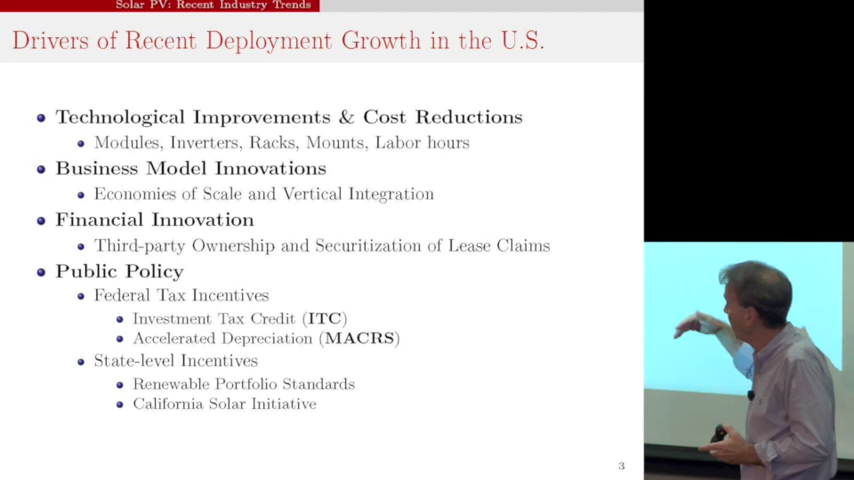 Solar PV: Recent Industry Trends
Drivers of Recent Deployment Growth in the U.S.
Technological Improvements & Cost Reductions
Modules, Inverters, Racks, Mounts, Labor hours
Business Model Innovations
Economies of Scale and Vertical Integration
Financial Innovation
Third-party Ownership and Securitization of Lease Claims
Public Policy
Federal Tax Incentives
Investment Tax Credit (ITC)
Accelerated Depreciation (MACRS)
State-level Incentives
Renewable Portfolio Standards
California Solar Initiative
3